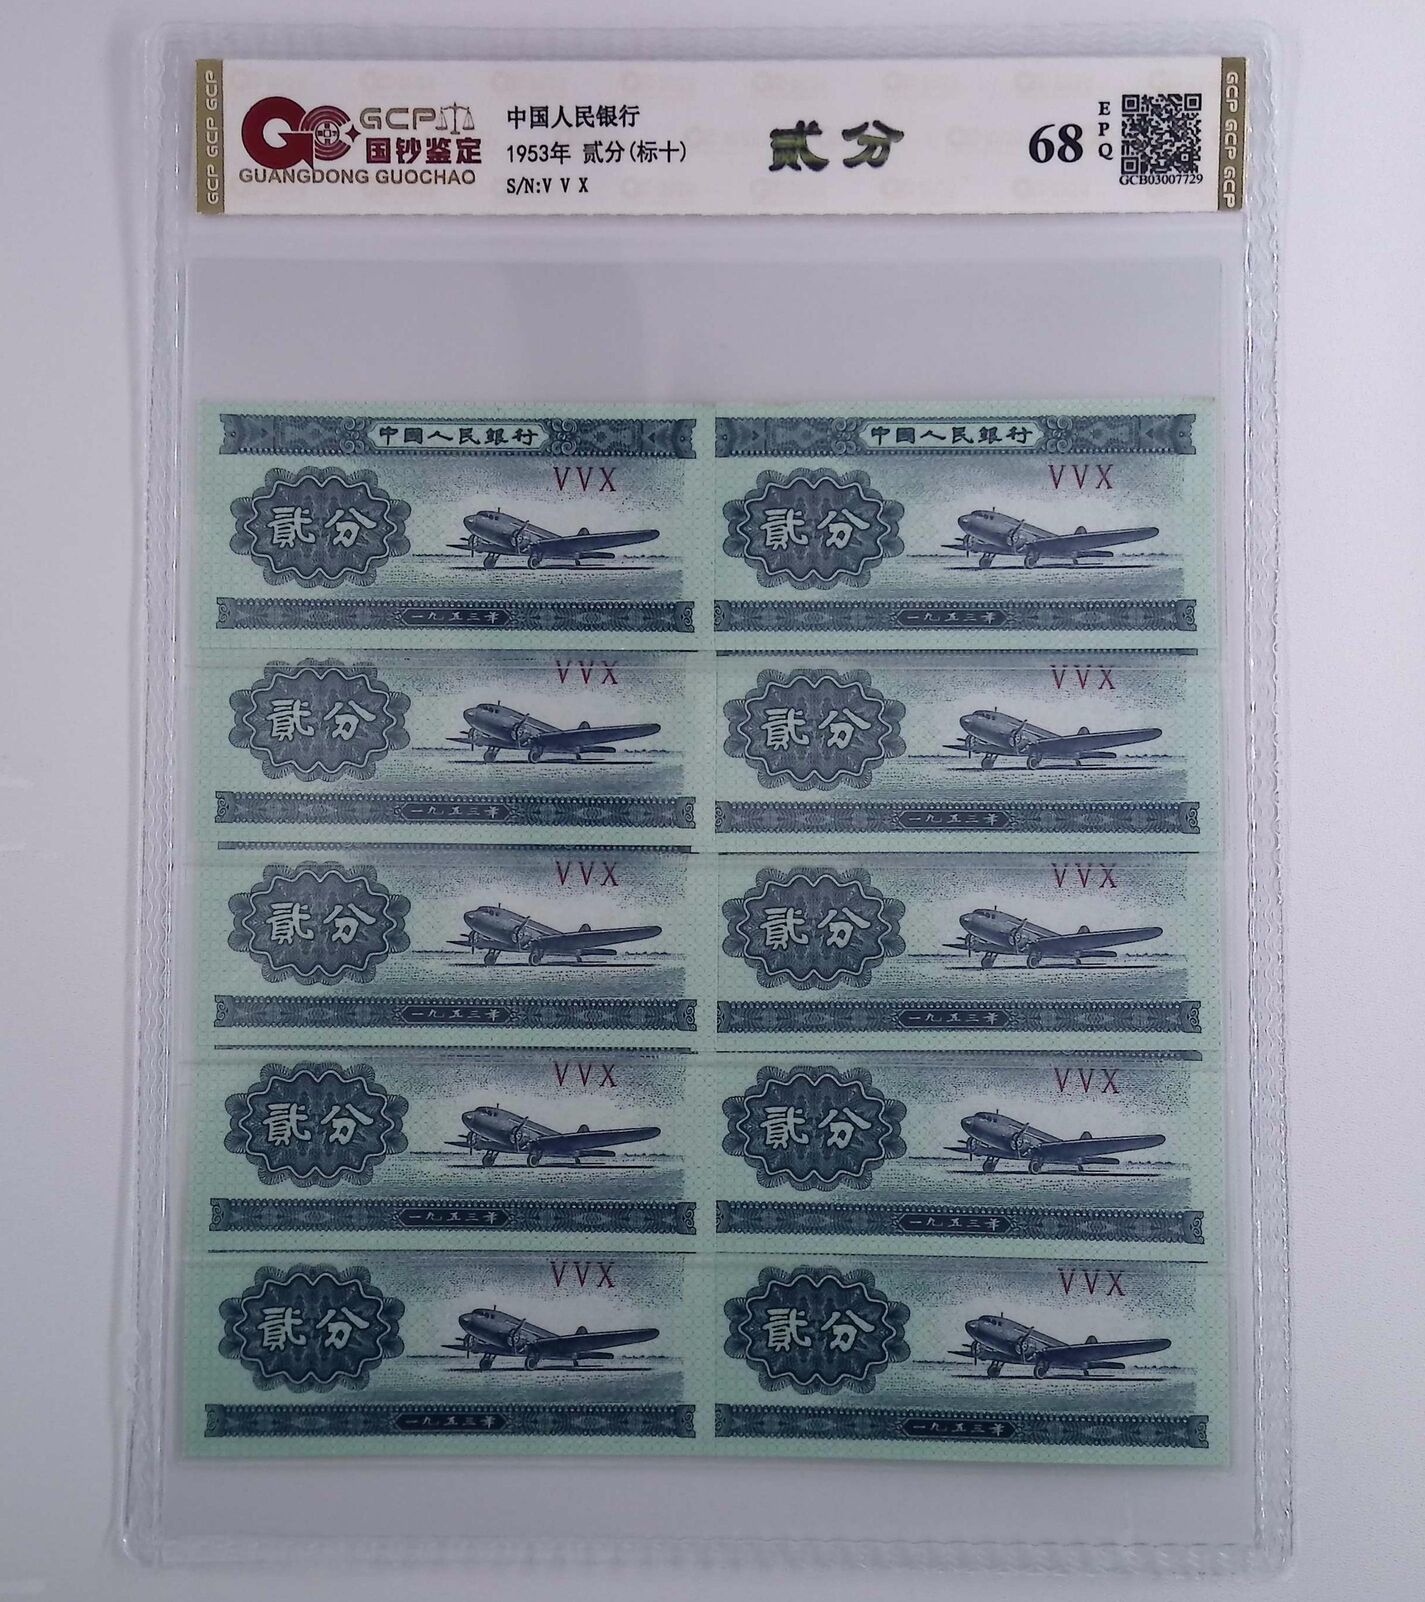 GCP GCP GCP
GCP
国钞鉴定
GUANGDONG GUOCHAO
中国人民银行
1953年 贰分(标十)
S/N:V V X
贰分
68
E
P
Q
GCB03007729
GCP GCP GCP
中國人民銀行
VVX
貳分
一九五三年
中國人民銀行
VVX
貳分
一九五三年
VVX
貳分
一九五三年
VVX
貳分
一九五三年
VVX
貳分
一九五三年
VVX
貳分
一九五三年
VVX
貳分
一九五三年
VVX
貳分
一九五三年
VVX
貳分
一九五三年
VVX
貳分
一九五三年